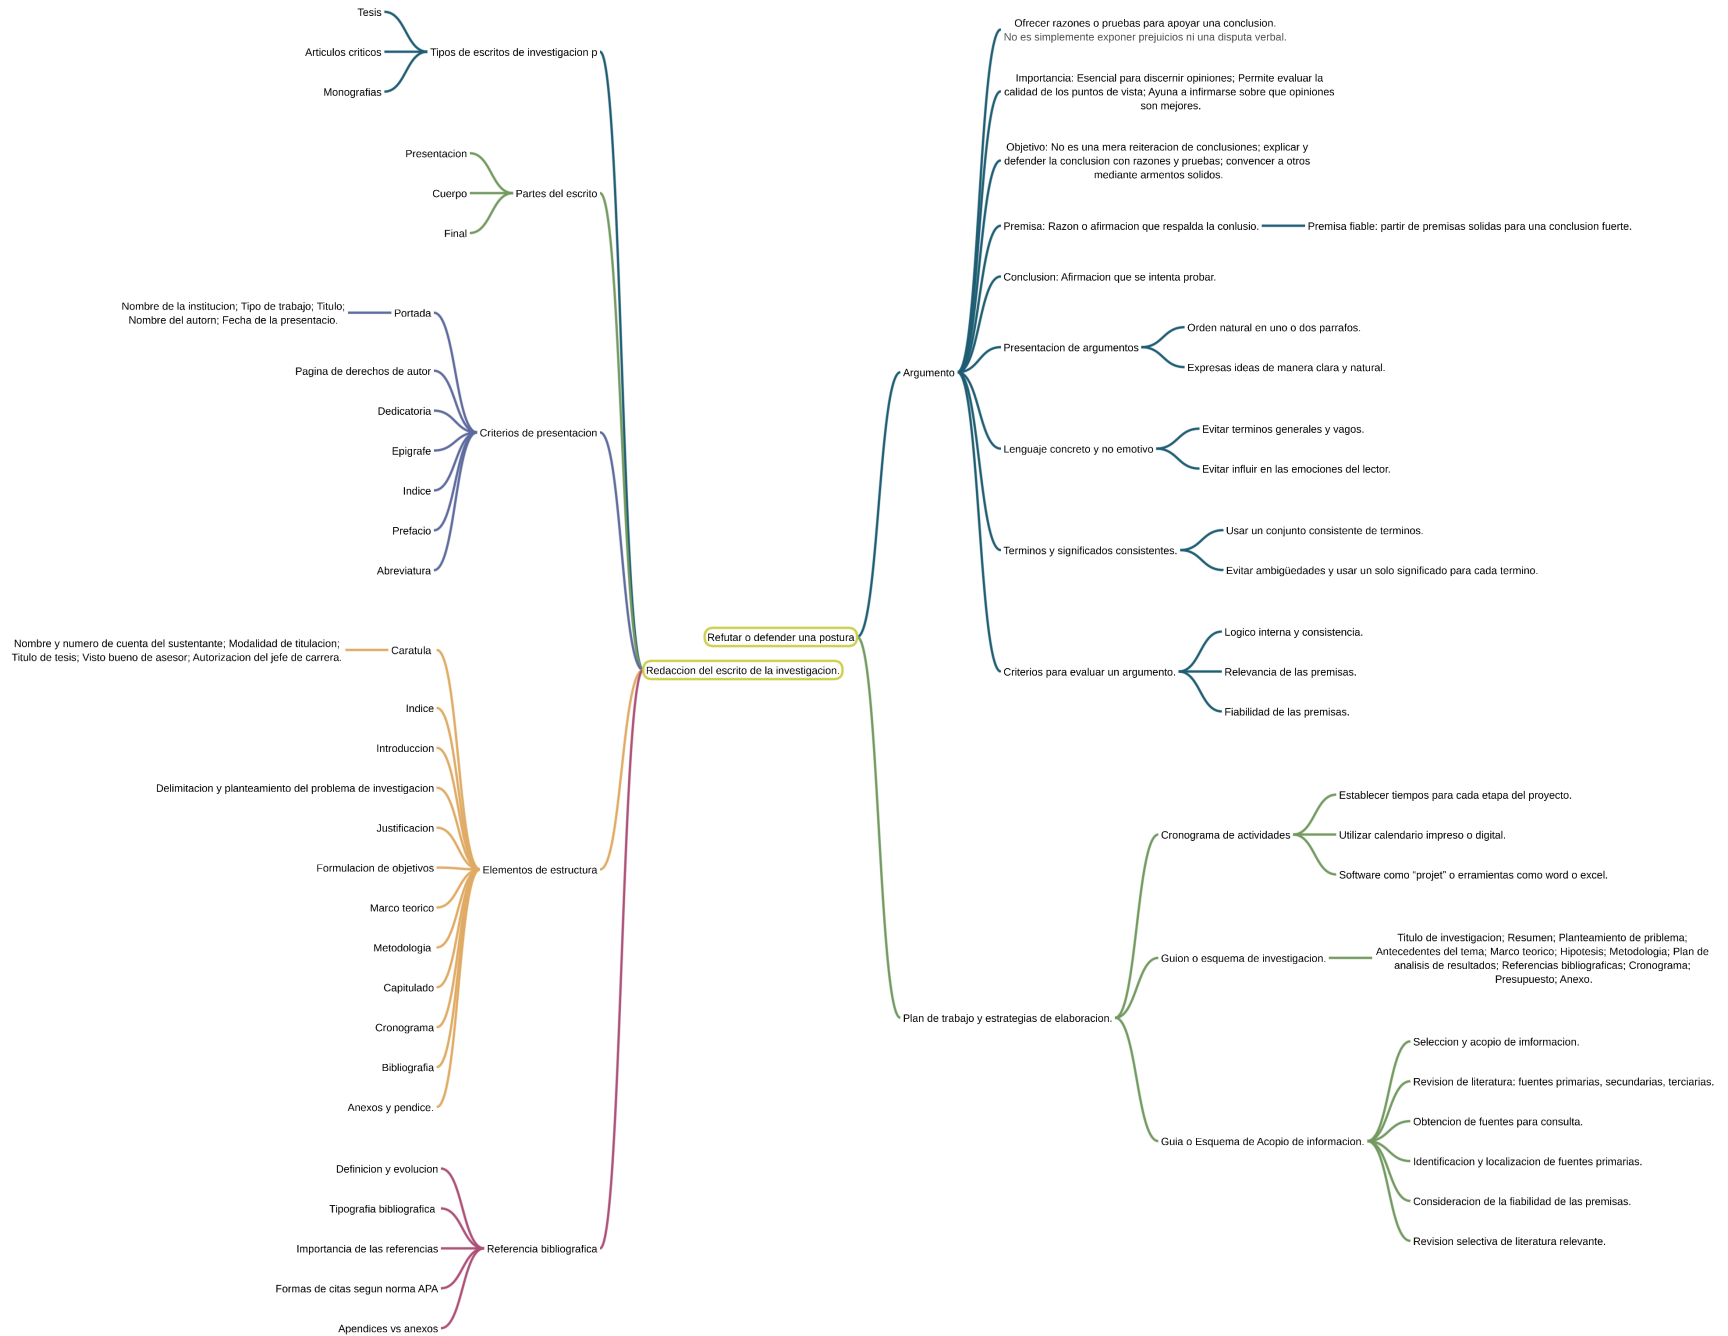 Tesis
Articulos criticos
Monografias
Tipos de escritos de investigacion p
Presentacion
Cuerpo
Final
Partes del escrito
Nombre de la institucion; Tipo de trabajo; Titulo;
Nombre del autorn; Fecha de la presentacio.
Portada
Pagina de derechos de autor
Dedicatoria
Epigrafe
Indice
Prefacio
Abreviatura
Criterios de presentacion
Nombre y numero de cuenta del sustentante; Modalidad de titulacion;
Titulo de tesis; Visto bueno de asesor; Autorizacion del jefe de carrera.
Caratula
Indice
Introduccion
Delimitacion y planteamiento del problema de investigacion
Justificacion
Formulacion de objetivos
Marco teorico
Metodologia
Capitulado
Cronograma
Bibliografia
Anexos y pendice.
Elementos de estructura
Definicion y evolucion
Tipografia bibliografica
Importancia de las referencias
Formas de citas segun norma APA
Apendices vs anexos
Referencia bibliografica
Redaccion del escrito de la investigacion.
Refutar o defender una postura
Argumento
Ofrecer razones o pruebas para apoyar una conclusion.
No es simplemente exponer prejuicios ni una disputa verbal.
Importancia: Esencial para discernir opiniones; Permite evaluar la
calidad de los puntos de vista; Ayuna a infirmarse sobre que opiniones
son mejores.
Objetivo: No es una mera reiteracion de conclusiones; explicar y
defender la conclusion con razones y pruebas; convencer a otros
mediante armentos solidos.
Premisa: Razon o afirmacion que respalda la conlusio.
Premisa fiable: partir de premisas solidas para una conclusion fuerte.
Conclusion: Afirmacion que se intenta probar.
Presentacion de argumentos
Orden natural en uno o dos parrafos.
Expresas ideas de manera clara y natural.
Lenguaje concreto y no emotivo
Evitar terminos generales y vagos.
Evitar influir en las emociones del lector.
Terminos y significados consistentes.
Usar un conjunto consistente de terminos.
Evitar ambigüedades y usar un solo significado para cada termino.
Criterios para evaluar un argumento.
Logico interna y consistencia.
Relevancia de las premisas.
Fiabilidad de las premisas.
Plan de trabajo y estrategias de elaboracion.
Cronograma de actividades
Establecer tiempos para cada etapa del proyecto.
Utilizar calendario impreso o digital.
Software como “projet” o erramientas como word o excel.
Guion o esquema de investigacion.
Titulo de investigacion; Resumen; Planteamiento de priblema;
Antecedentes del tema; Marco teorico; Hipotesis; Metodologia; Plan de
analisis de resultados; Referencias bibliograficas; Cronograma;
Presupuesto; Anexo.
Guia o Esquema de Acopio de informacion.
Seleccion y acopio de imformacion.
Revision de literatura: fuentes primarias, secundarias, terciarias.
Obtencion de fuentes para consulta.
Identificacion y localizacion de fuentes primarias.
Consideracion de la fiabilidad de las premisas.
Revision selectiva de literatura relevante.